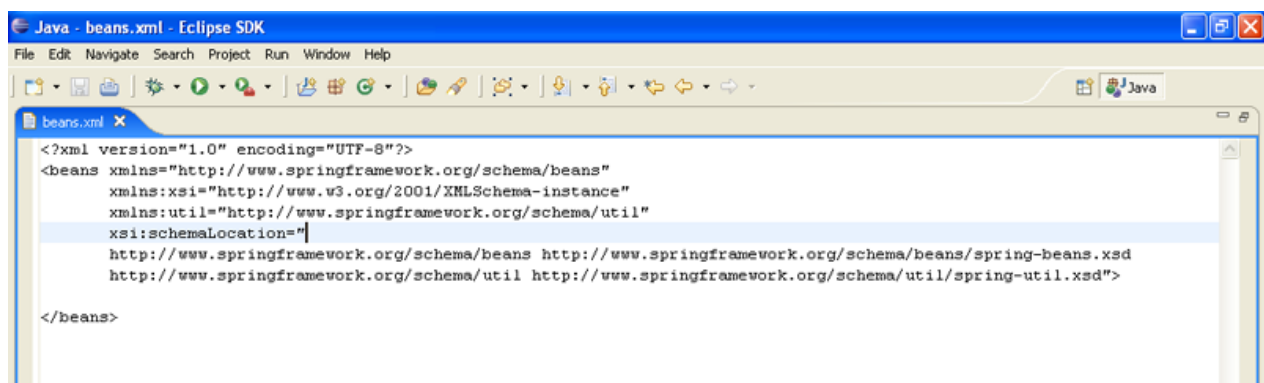 Java - beans.xml - Eclipse SDK
File Edit Navigate Search Project Run Window Help
Java
beans.xml
<?xml version="1.0" encoding="UTF-8"?>
<beans xmlns="http://www.springframework.org/schema/beans"
xmlns:xsi="http://www.w3.org/2001/XMLSchema-instance"
xmlns:util="http://www.springframework.org/schema/util"
xsi:schemaLocation="
http://www.springframework.org/schema/beans http://www.springframework.org/schema/beans/spring-beans.xsd
http://www.springframework.org/schema/util http://www.springframework.org/schema/util/spring-util.xsd">
</beans>